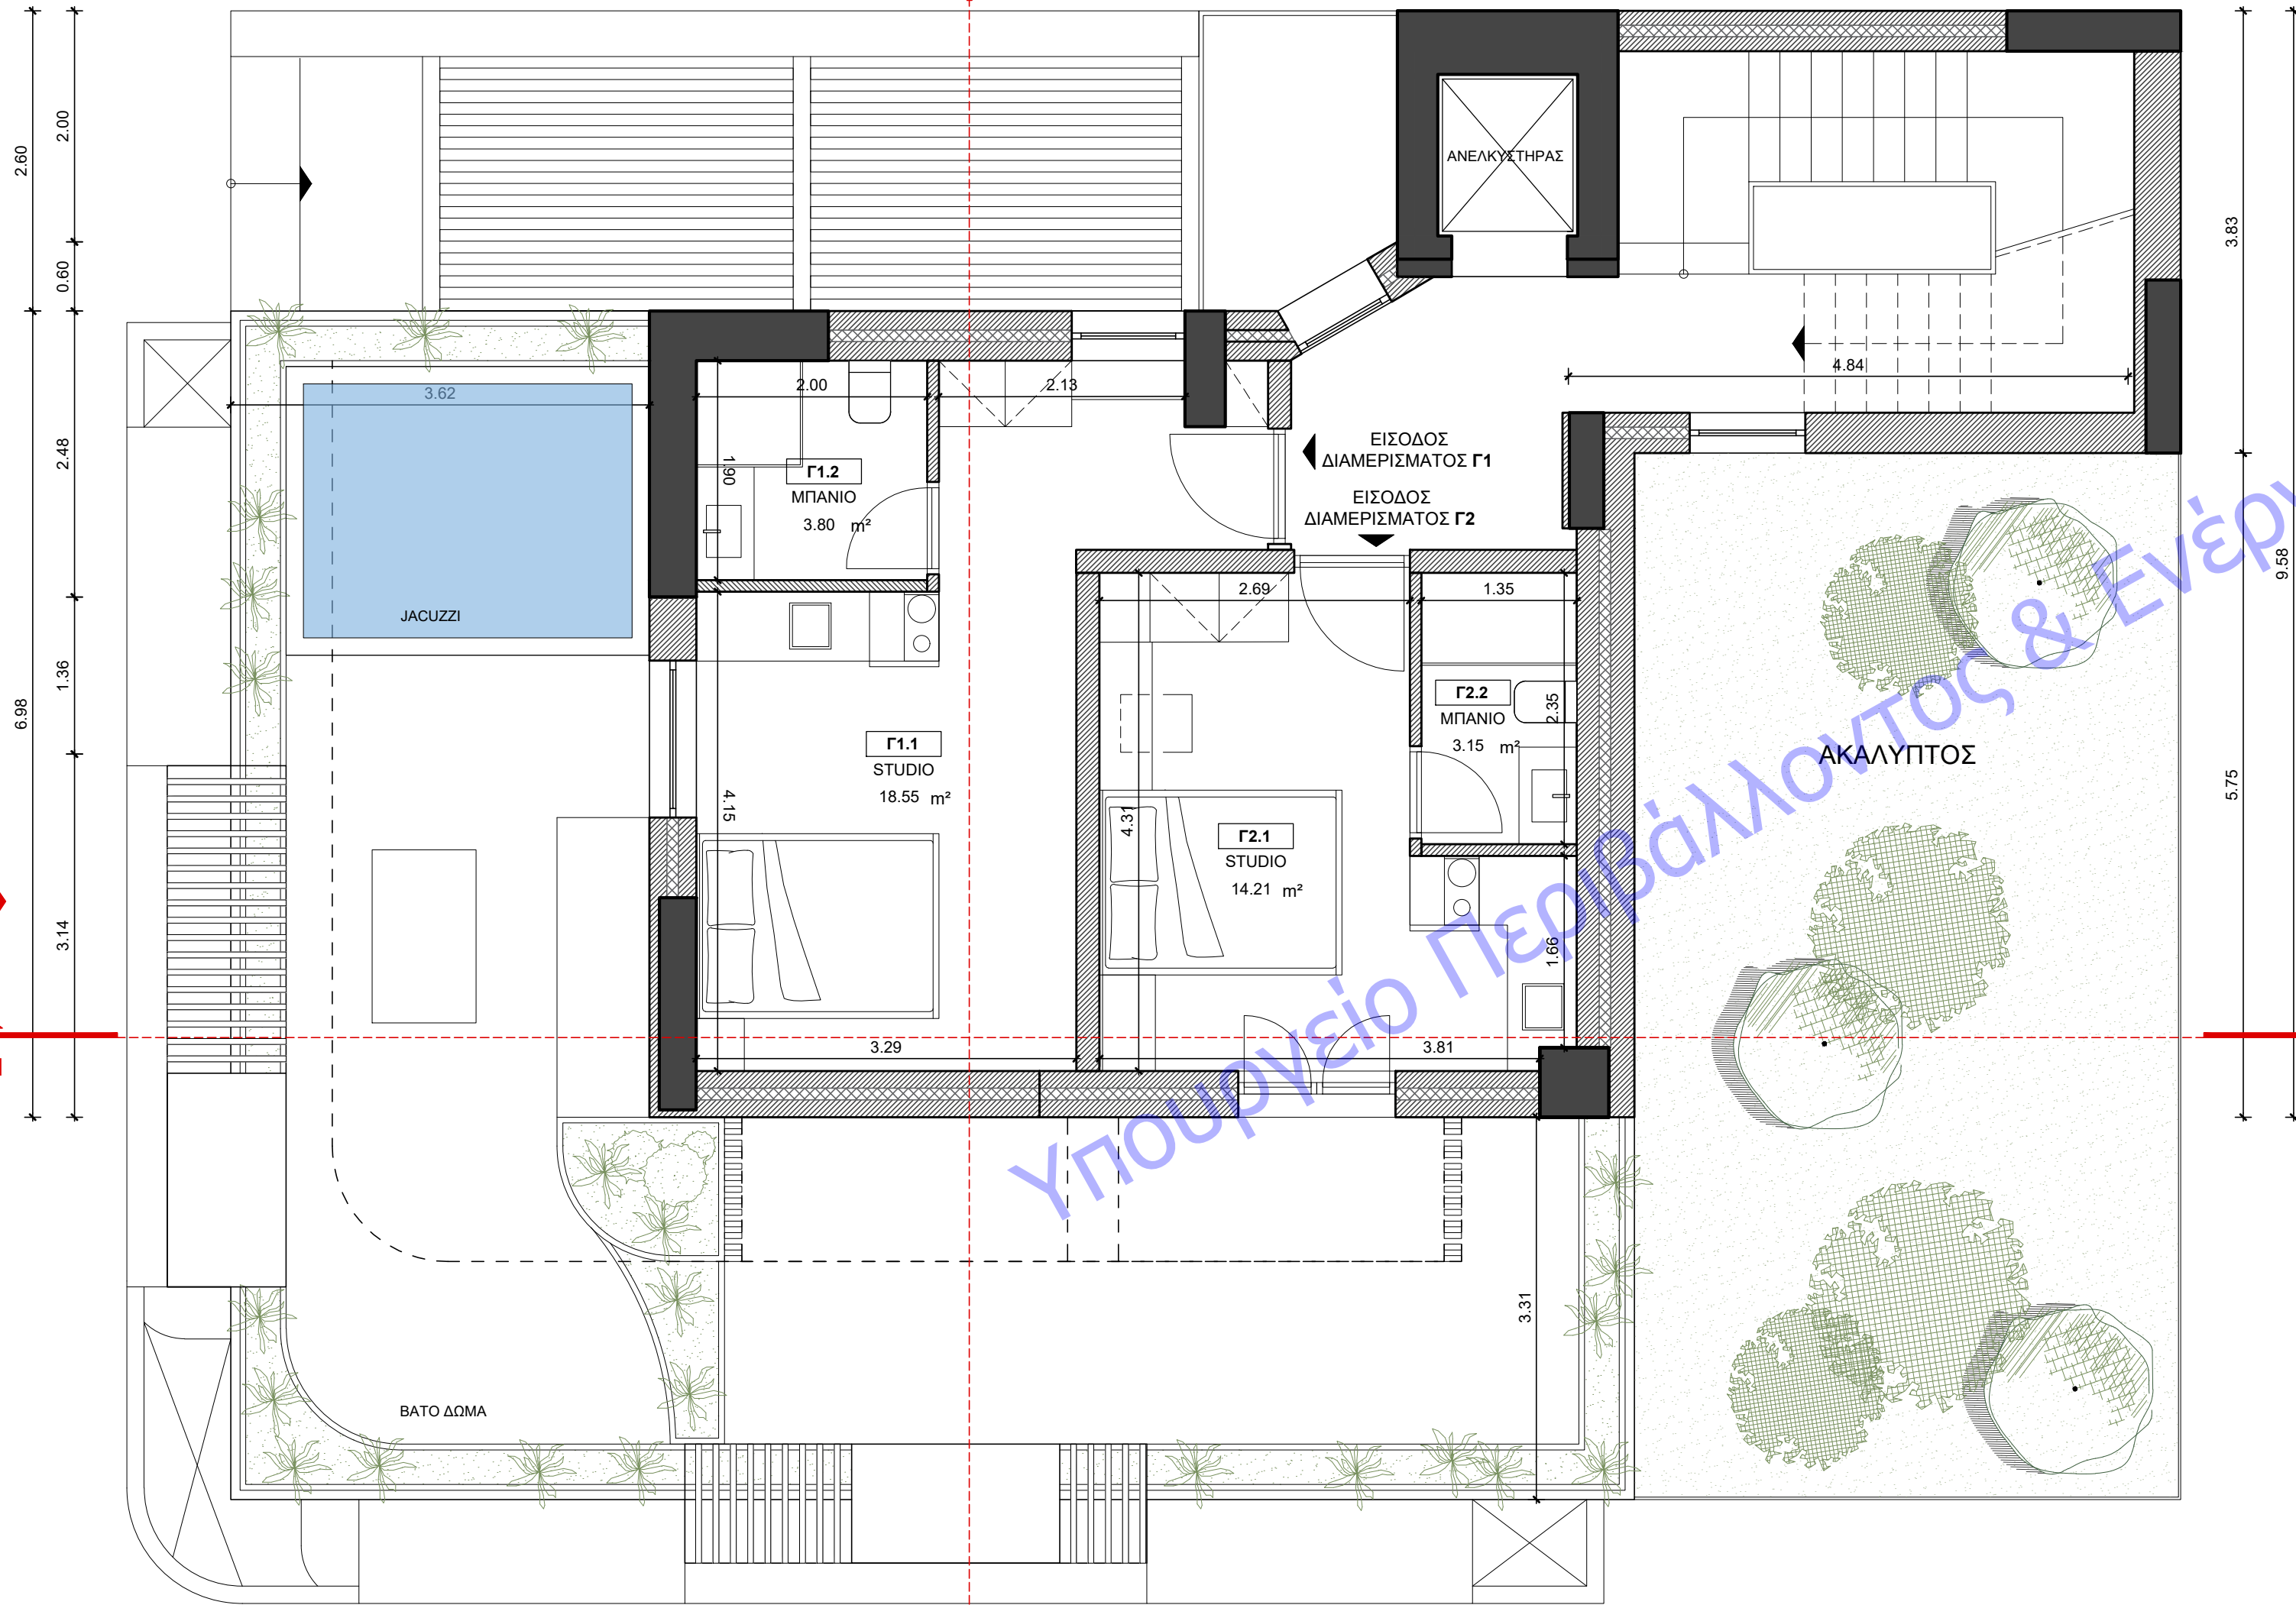 2.60
2.00
0.60
6.98
2.48
1.36
3.14
ΑΝΕΛΚΥΣΤΗΡΑΣ
3.83
9.58
5.75
4.84
3.62
2.00
2.13
1.90
Γ1.2
ΜΠΑΝΙΟ
3.80 m²
ΕΙΣΟΔΟΣ
ΔΙΑΜΕΡΙΣΜΑΤΟΣ Γ1
ΕΙΣΟΔΟΣ
ΔΙΑΜΕΡΙΣΜΑΤΟΣ Γ2
JACUZZI
2.69
1.35
Γ2.2
ΜΠΑΝΙΟ
3.15 m²
2.35
Γ1.1
STUDIO
18.55 m²
4.15
4.31
Γ2.1
STUDIO
14.21 m²
1.66
ΑΚΑΛΥΠΤΟΣ
3.29
3.81
3.31
ΒΑΤΟ ΔΩΜΑ
Υπουργείο Περιβάλλοντος & Ενέργ